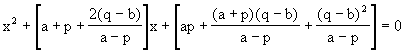 x² + [a + p + 2(q − b)/(a − p)]x + [ap + (a + p)(q − b)/(a − p) + (q − b)²/(a − p)] = 0